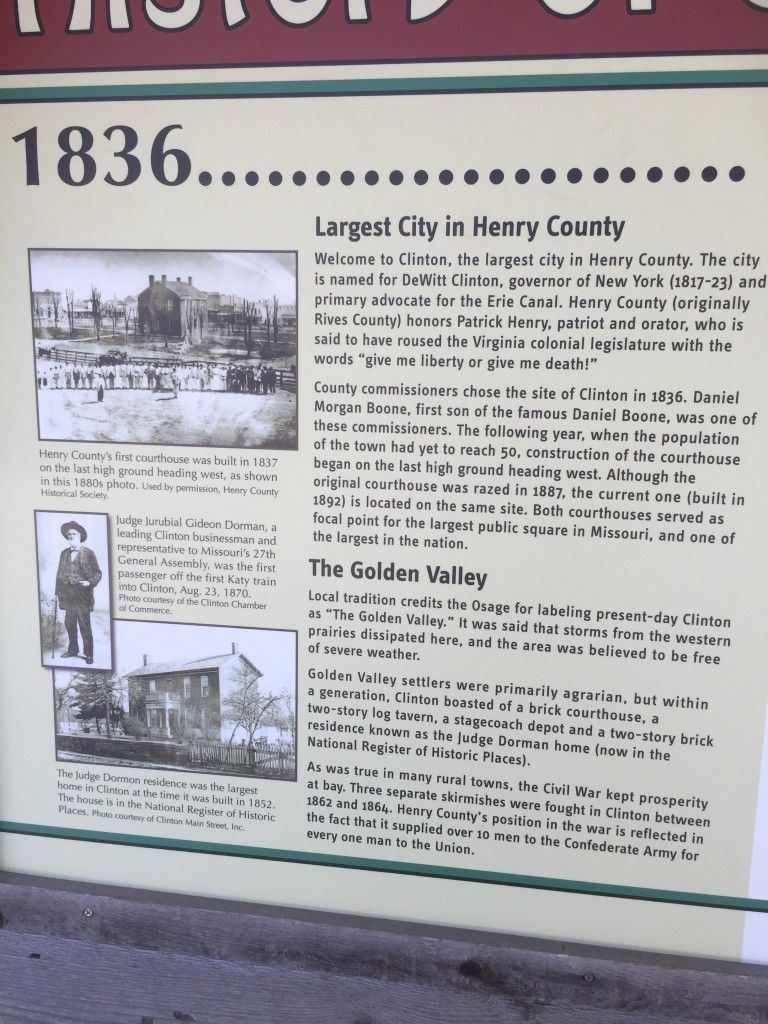 HISTORY OF
1836......................
Largest City in Henry County
Welcome to Clinton, the largest city in Henry County. The city
is named for DeWitt Clinton, governor of New York (1817-23) and
primary advocate for the Erie Canal. Henry County (originally
Rives County) honors Patrick Henry, patriot and orator, who is
said to have roused the Virginia colonial legislature with the
words “give me liberty or give me death!”
County commissioners chose the site of Clinton in 1836. Daniel
Morgan Boone, first son of the famous Daniel Boone, was one of
these commissioners. The following year, when the population
of the town had yet to reach 50, construction of the courthouse
began on the last high ground heading west. Although the
original courthouse was razed in 1887, the current one (built in
1892) is located on the same site. Both courthouses served as
focal point for the largest public square in Missouri, and one of
the largest in the nation.
The Golden Valley
Local tradition credits the Osage for labeling present-day Clinton
as “The Golden Valley.” It was said that storms from the western
prairies dissipated here, and the area was believed to be free
of severe weather.
Golden Valley settlers were primarily agrarian, but within
a generation, Clinton boasted of a brick courthouse, a
two-story log tavern, a stagecoach depot and a two-story brick
residence known as the Judge Dorman home (now in the
National Register of Historic Places).
As was true in many rural towns, the Civil War kept prosperity
at bay. Three separate skirmishes were fought in Clinton between
1862 and 1864. Henry County's position in the war is reflected in
the fact that it supplied over 10 men to the Confederate Army for
every one man to the Union.
Henry County's first courthouse was built in 1837
on the last high ground heading west, as shown
in this 1880s photo. Used by permission, Henry County
Historical Society.
Judge Jurubial Gideon Dorman, a
leading Clinton businessman and
representative to Missouri's 27th
General Assembly, was the first
passenger off the first Katy train
into Clinton, Aug. 23, 1870.
Photo courtesy of the Clinton Chamber
of Commerce.
The Judge Dormon residence was the largest
home in Clinton at the time it was built in 1852.
The house is in the National Register of Historic
Places. Photo courtesy of Clinton Main Street, Inc.